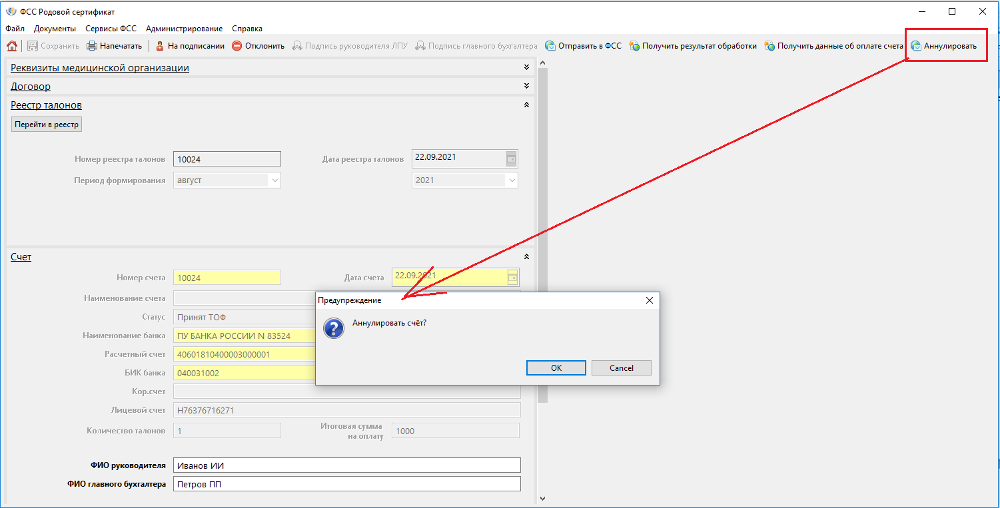 ФСС Родовой сертификат
Файл Документы Сервисы ФСС Администрирование Справка
Сохранить Напечатать На подписании Отклонить Подпись руководителя ЛПУ Подпись главного бухгалтера Отправить в ФСС Получить результат обработки Получить данные об оплате счета Аннулировать
Реквизиты медицинской организации
Договор
Реестр талонов
Перейти в реестр
Номер реестра талонов 10024 Дата реестра талонов 22.09.2021
Период формирования август 2021
Счет
Номер счета 10024 Дата счета 22.09.2021
Наименование счета
Статус Принят ТОФ
Наименование банка ПУ БАНКА РОССИИ N 83524
Расчетный счет 40601810400003000001
БИК банка 040031002
Кор.счет
Лицевой счет Н76376716271
Количество талонов 1 Итоговая сумма
на оплату 1000
ФИО руководителя Иванов ИИ
ФИО главного бухгалтера Петров ПП
Предупреждение
Аннулировать счёт?
OK Cancel